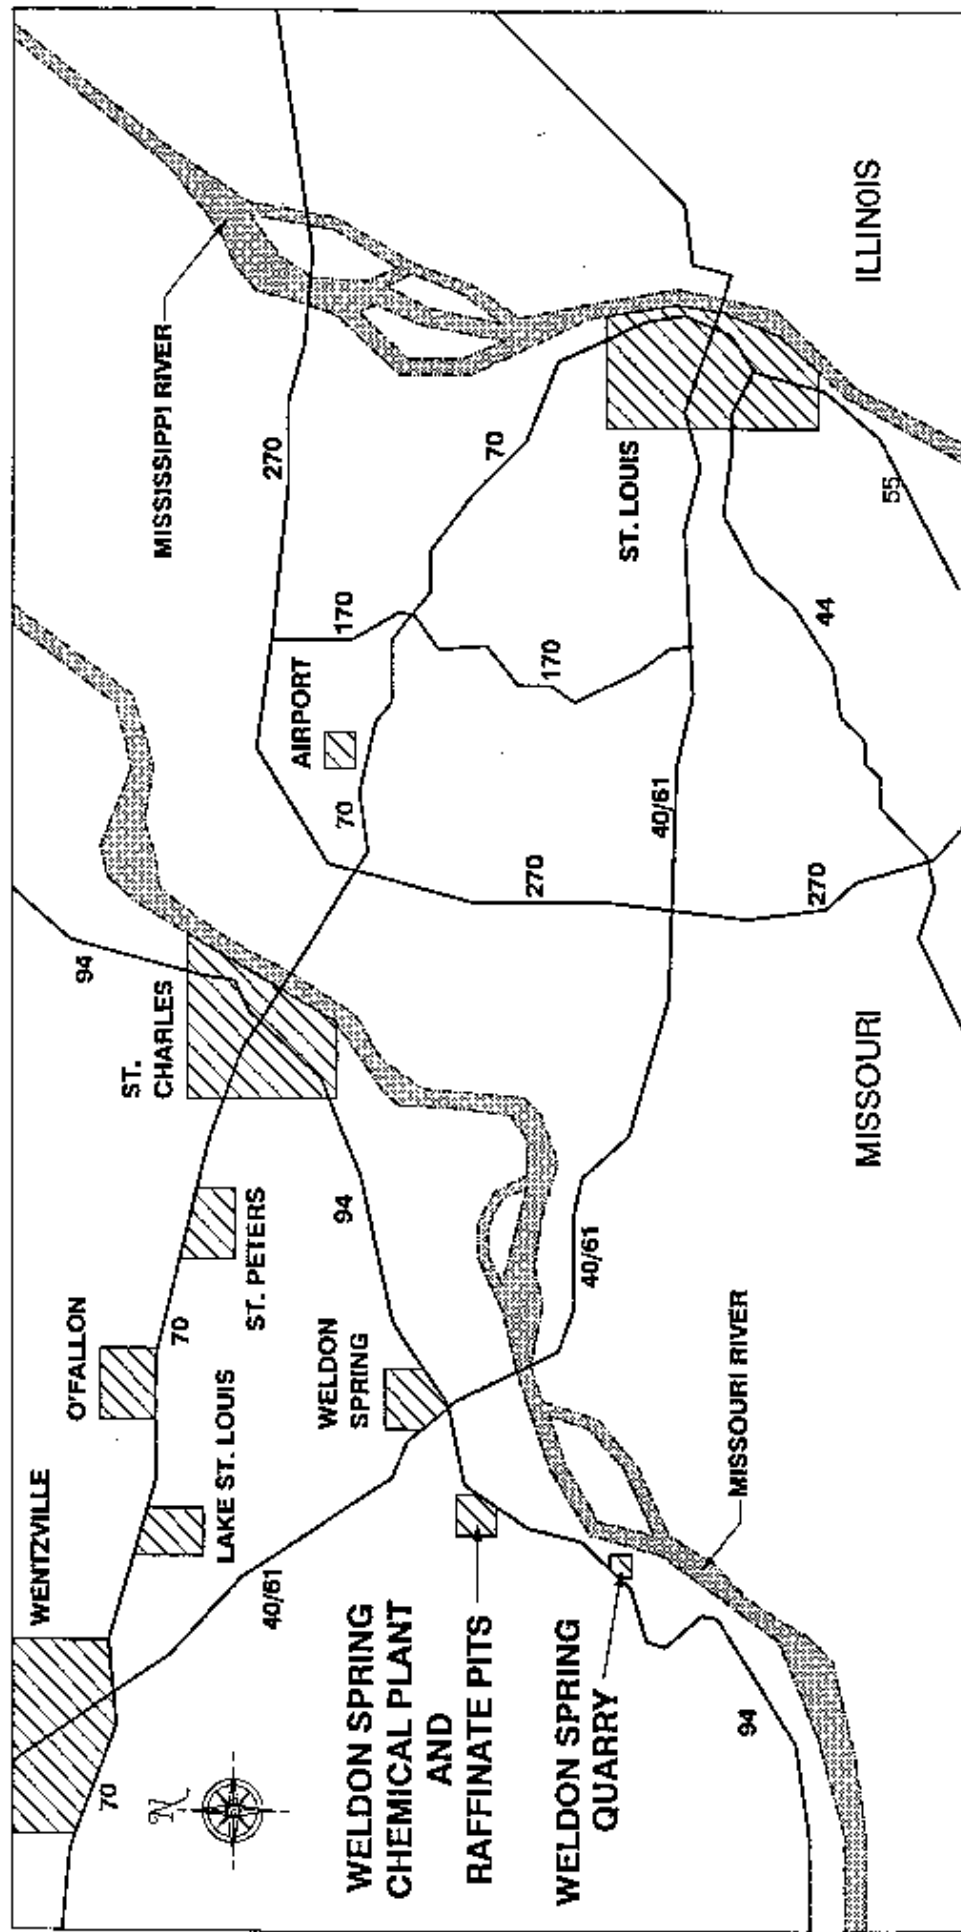 WENTZVILLE
O'FALLON
LAKE ST. LOUIS
ST. PETERS
ST.
CHARLES
WELDON
SPRING
70
70
40/61
94
94
N
WELDON SPRING
CHEMICAL PLANT
AND
RAFFINATE PITS
WELDON SPRING
QUARRY
94
MISSOURI RIVER
40/61
MISSISSIPPI RIVER
270
170
AIRPORT
70
70
170
270
40/61
ST. LOUIS
270
44
55
MISSOURI
ILLINOIS